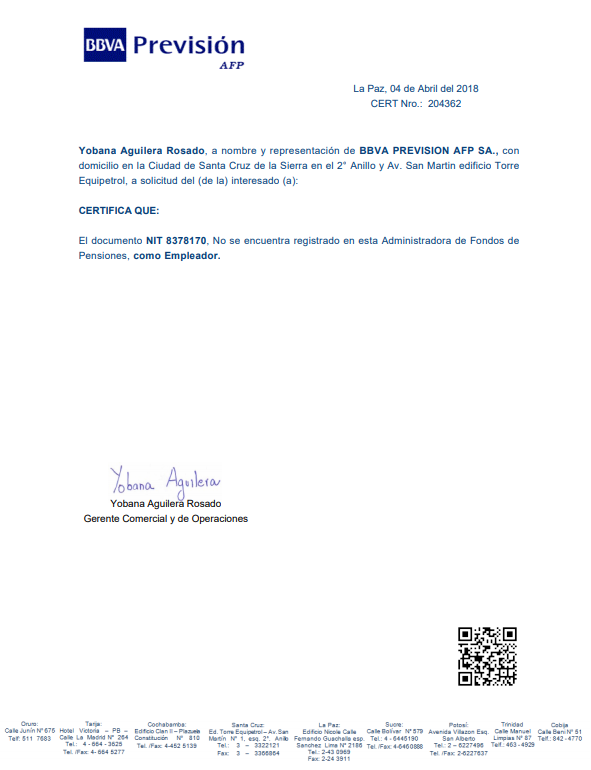 BBVA Previsión
AFP
La Paz, 04 de Abril del 2018
CERT Nro.: 204362
Yobana Aguilera Rosado, a nombre y representación de BBVA PREVISION AFP SA., con
domicilio en la Ciudad de Santa Cruz de la Sierra en el 2° Anillo y Av. San Martin edificio Torre
Equipetrol, a solicitud del (de la) interesado (a):
CERTIFICA QUE:
El documento NIT 8378170, No se encuentra registrado en esta Administradora de Fondos de
Pensiones, como Empleador.
Yobana Aguilera
Yobana Aguilera Rosado
Gerente Comercial y de Operaciones
Oruro:
Calle Junín N° 675
Telf: 511 7683
Tarija:
Hotel Victoria – PB –
Calle La Madrid N° 264
Tel.: 4 - 664 - 3626
Tel. /Fax: 4- 664 5277
Cochabamba:
Edificio Clan II – Plazuela
Constitución N° 810
Tel. /Fax: 4-452 5139
Santa Cruz:
Ed. Torre Equipetrol – Av. San
Martín N° 1, esq. 2°. Anillo
Tel.: 3 – 3322121
Fax: 3 – 3366864
La Paz:
Edificio Nicole Calle
Fernando Guachalla esp.
Sanchez Lima N° 2186
Tel.: 2-43 0969
Fax: 2-24 3911
Sucre:
Calle Bolivar N° 579
Tel.: 4 - 6445190
Tel. /Fax: 4-6460888
Potosí:
Avenida Villazon Esq.
San Alberto
Tel.: 2 – 6227496
Tel./Fax: 2-6227637
Trinidad
Calle Manuel
Limpias N° 87
Telf.: 463 - 4929
Cobija
Calle Beni N° 51
Telf.: 842 - 4770